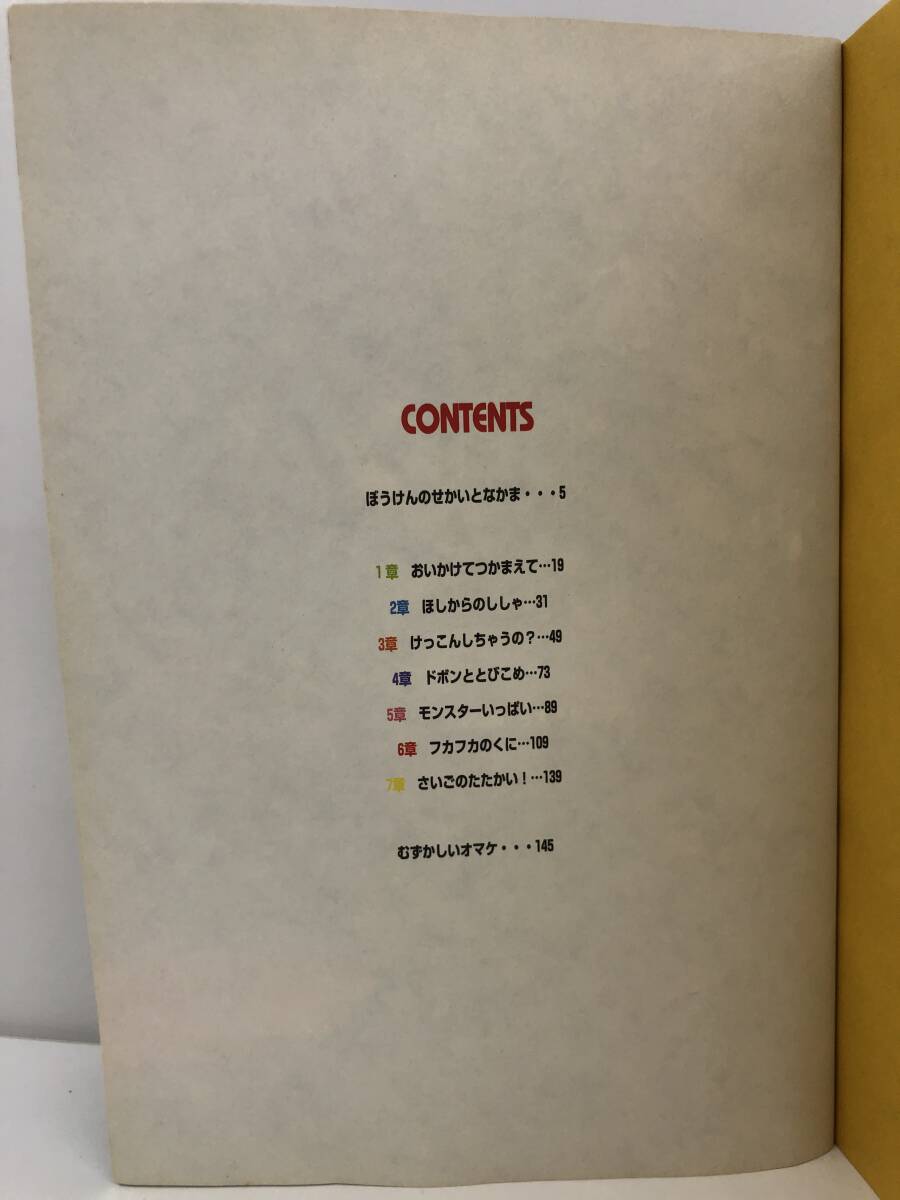 CONTENTS
ぼうけんのせかいとなかま・・・5
1章 おいかけてつかまえて…19
2章 ほしからのししゃ…31
3章 けっこんしちゃうの？…49
4章 ドボンととびこめ…73
5章 モンスターいっぱい…89
6章 フカフカのくに…109
7章 さいごのたたかい！…139
むずかしいオマケ・・・145